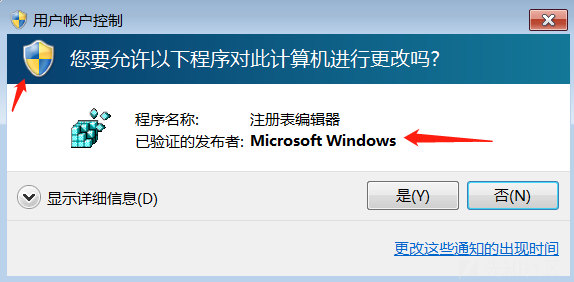 用户帐户控制
您要允许以下程序对此计算机进行更改吗?
程序名称: 注册表编辑器
已验证的发布者: Microsoft Windows
显示详细信息(D)
是(Y)
否(N)
更改这些通知的出现时间